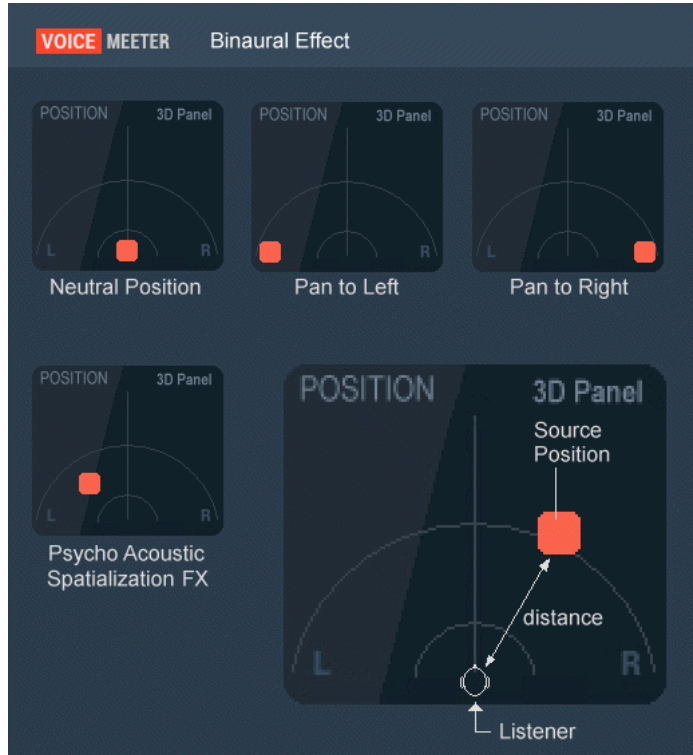 VOICE MEETER Binaural Effect
POSITION 3D Panel
L R
Neutral Position
POSITION 3D Panel
R
Pan to Left
POSITION 3D Panel
L
Pan to Right
POSITION 3D Panel
L R
Psycho Acoustic
Spatialization FX
POSITION 3D Panel
Source
Position
distance
L R
Listener